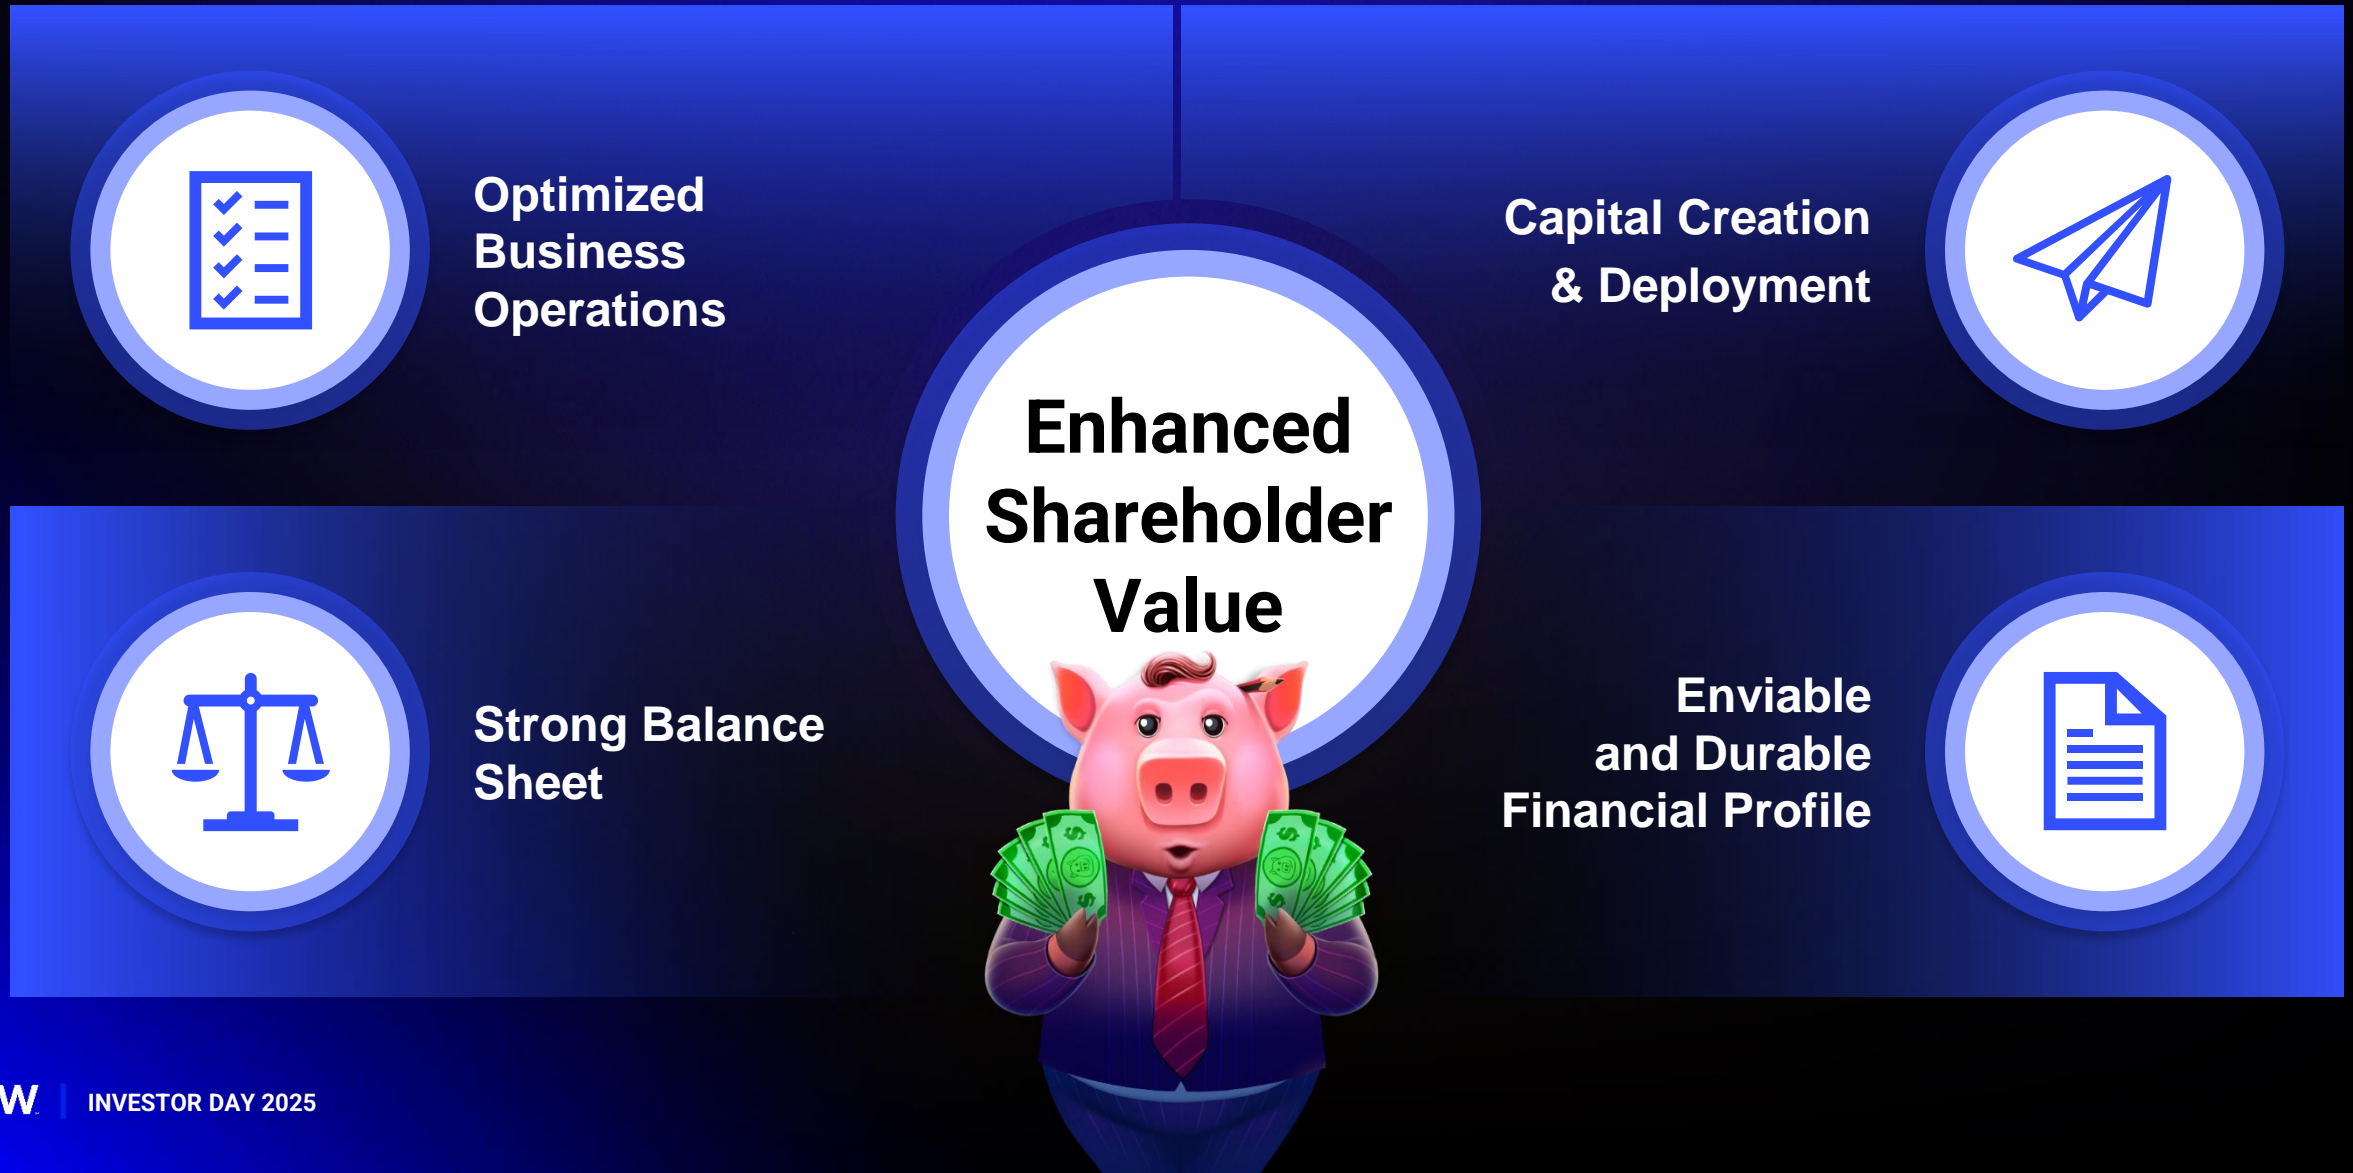 Optimized
Business
Operations
Capital Creation
& Deployment
Enhanced
Shareholder
Value
Strong Balance
Sheet
Enviable
and Durable
Financial Profile
W
INVESTOR DAY 2025